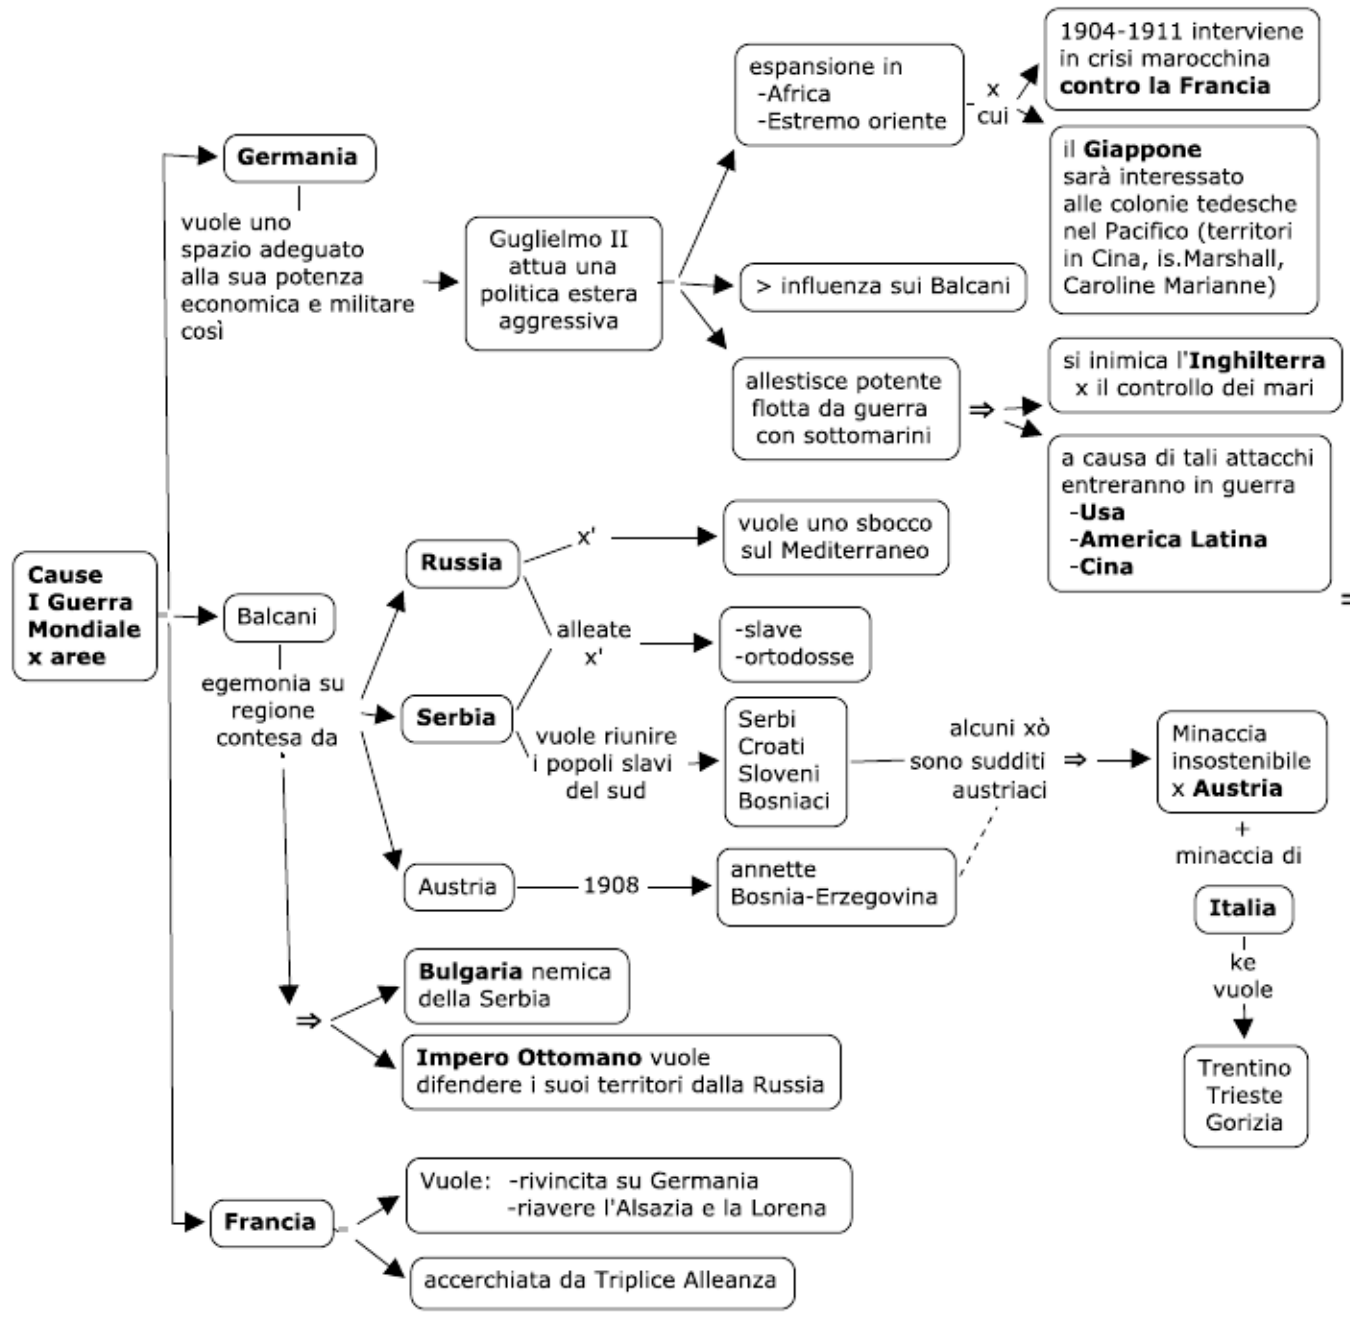 Cause
I Guerra
Mondiale
x aree
Germania
vuole uno
spazio adeguato
alla sua potenza
economica e militare
così
Guglielmo II
attua una
politica estera
aggressiva
espansione in
-Africa
-Estremo oriente
x
cui
1904-1911 interviene
in crisi marocchina
contro la Francia
il Giappone
sarà interessato
alle colonie tedesche
nel Pacifico (territori
in Cina, is.Marshall,
Caroline Marianne)
> influenza sui Balcani
allestisce potente
flotta da guerra
con sottomarini
⇒
si inimica l'Inghilterra
x il controllo dei mari
a causa di tali attacchi
entreranno in guerra
-Usa
-America Latina
-Cina
Balcani
egemonia su
regione
contesa da
Russia
x'
vuole uno sbocco
sul Mediterraneo
alleate
x'
-slave
-ortodosse
Serbia
vuole riunire
i popoli slavi
del sud
Serbi
Croati
Sloveni
Bosniaci
alcuni xò
sono sudditi
austriaci
⇒
Minaccia
insostenibile
x Austria
+
minaccia di
Italia
ke
vuole
Trentino
Trieste
Gorizia
Austria
1908
annette
Bosnia-Erzegovina
⇒
Bulgaria nemica
della Serbia
Impero Ottomano vuole
difendere i suoi territori dalla Russia
Francia
Vuole: -rivincita su Germania
-riavere l'Alsazia e la Lorena
accerchiata da Triplice Alleanza